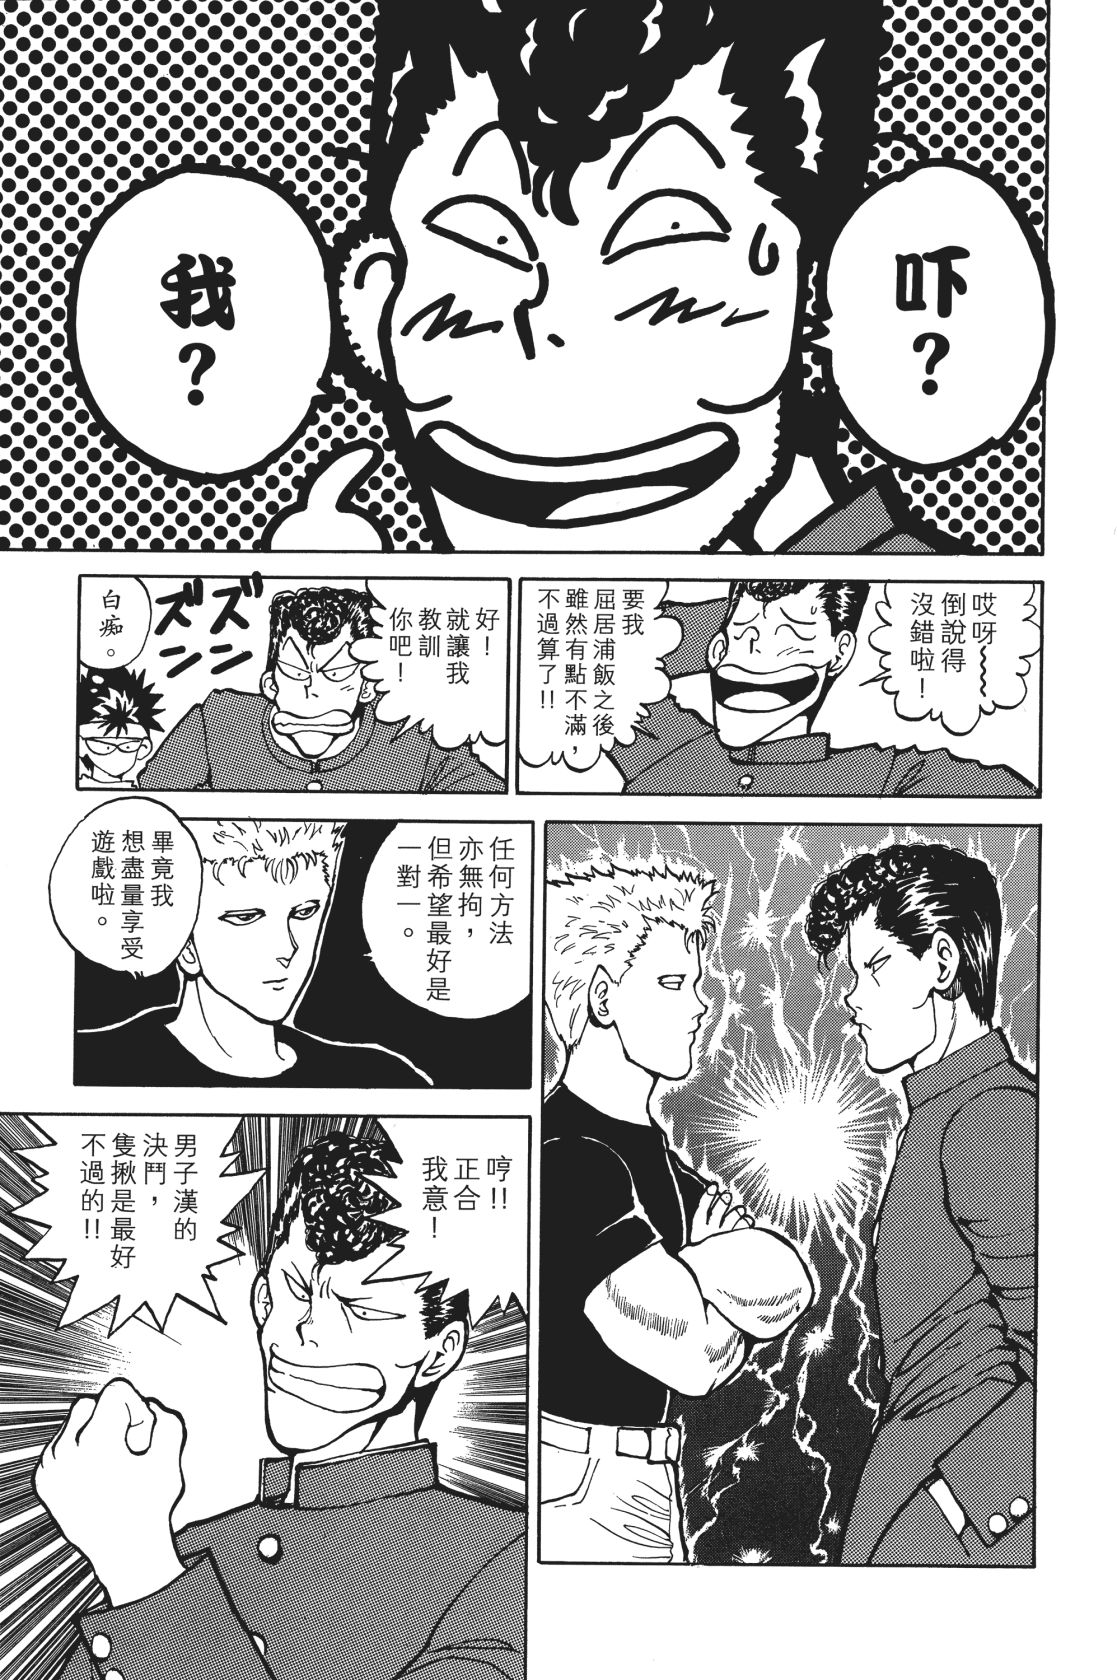 吓?
我?
哎呀~
倒說得
沒錯啦!
要我
屈居浦飯之後
雖然有點不滿,
不過算了!!
好!
就讓我
教訓
你吧!
ズズンン
白痴。
任何方法
亦無拘,
但希望最好是
一對一。
畢竟我
想盡量享受
遊戲啦。
哼!!
正合
我意!
男子漢的
決鬥,
隻揪是最好
不過的!!